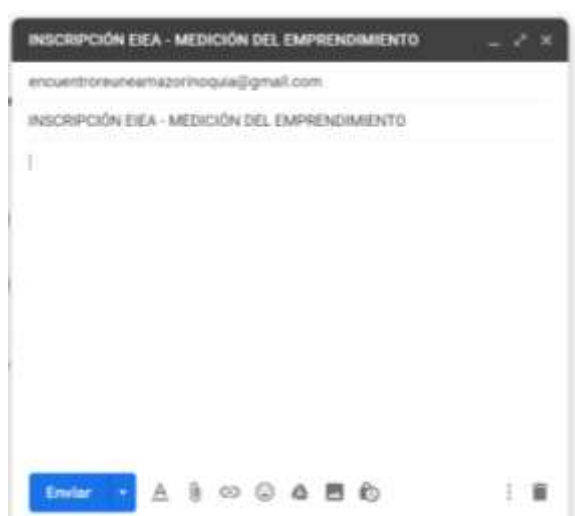 INSCRIPCIÓN EIEA - MEDICIÓN DEL EMPRENDIMIENTO
encuentroreuneamazorinoquia@gmail.com
INSCRIPCIÓN EIEA - MEDICIÓN DEL EMPRENDIMIENTO
Enviar